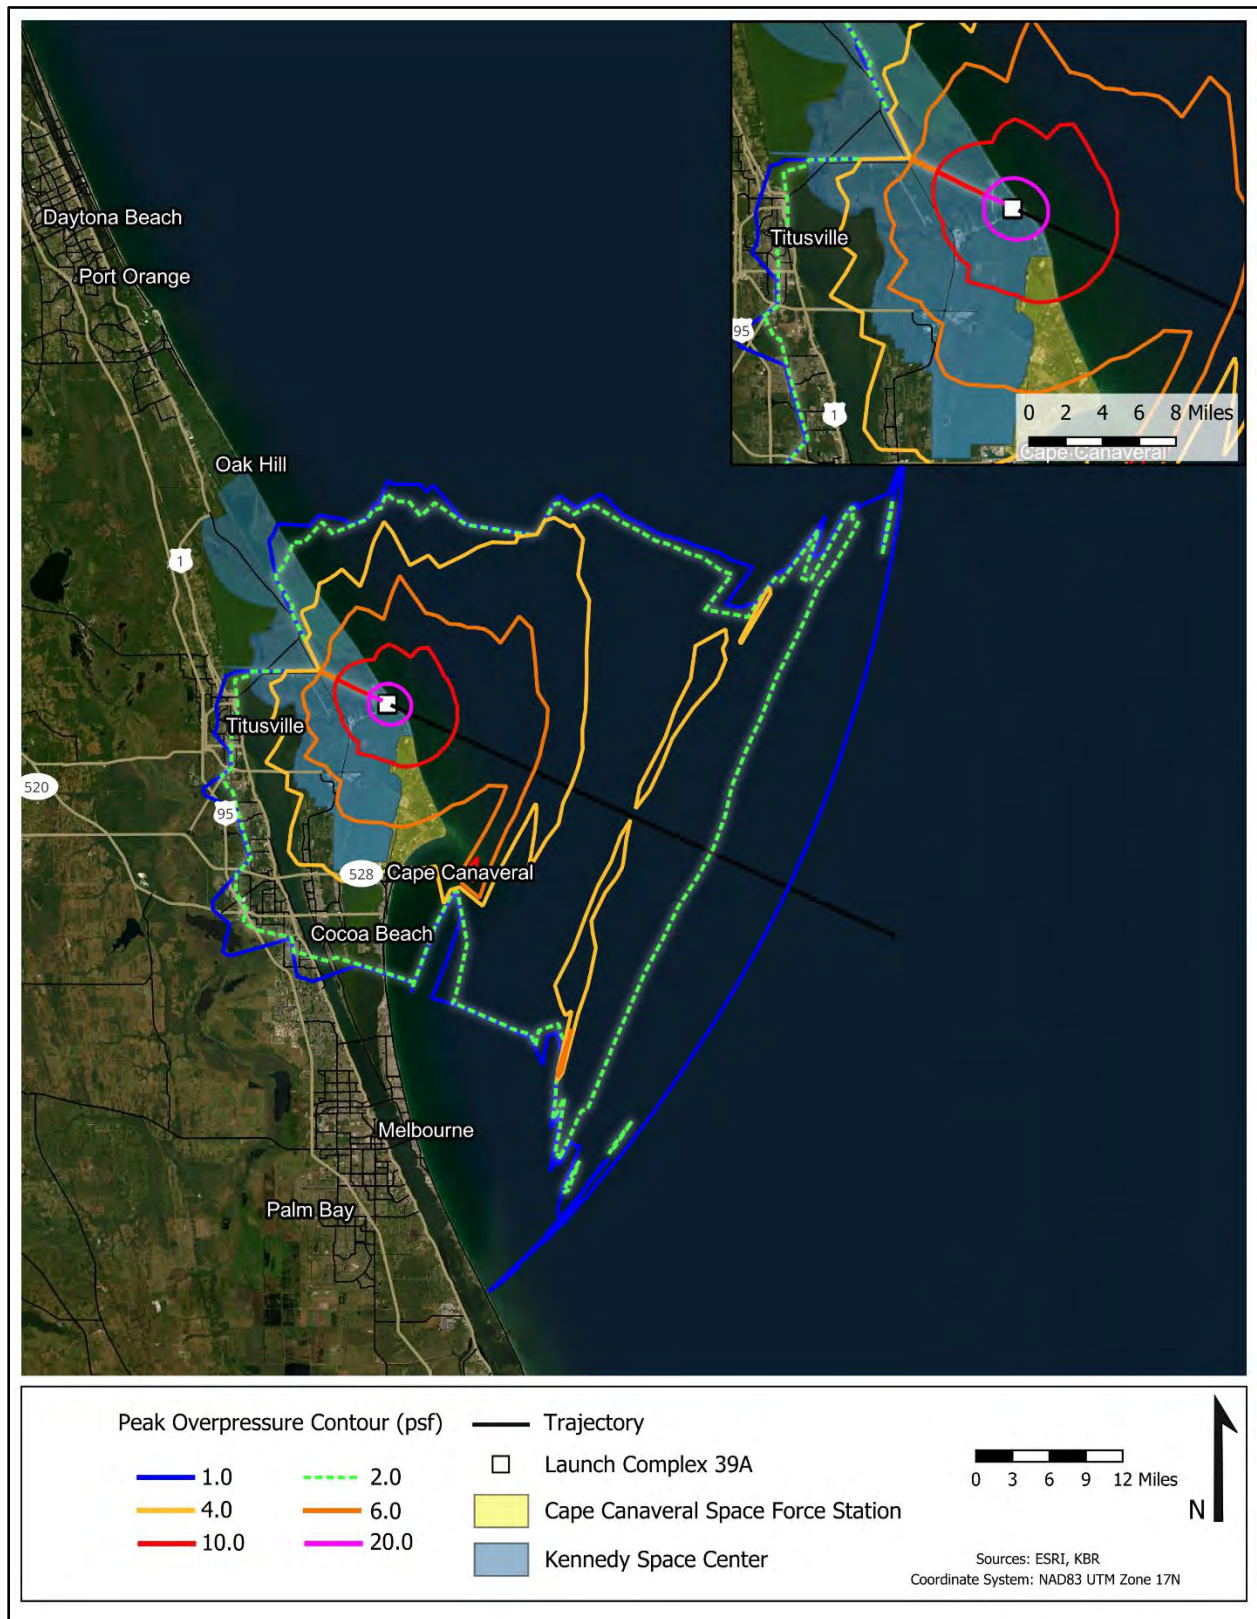 Daytona Beach
Port Orange
Titusville
95
1
0 2 4 6 8 Miles
Cape Canaveral
Oak Hill
1
Titusville
520
95
528
Cape Canaveral
Cocoa Beach
Melbourne
Palm Bay
Peak Overpressure Contour (psf)
1.0
2.0
4.0
6.0
10.0
20.0
Trajectory
Launch Complex 39A
Cape Canaveral Space Force Station
Kennedy Space Center
0 3 6 9 12 Miles
N
Sources: ESRI, KBR
Coordinate System: NAD83 UTM Zone 17N